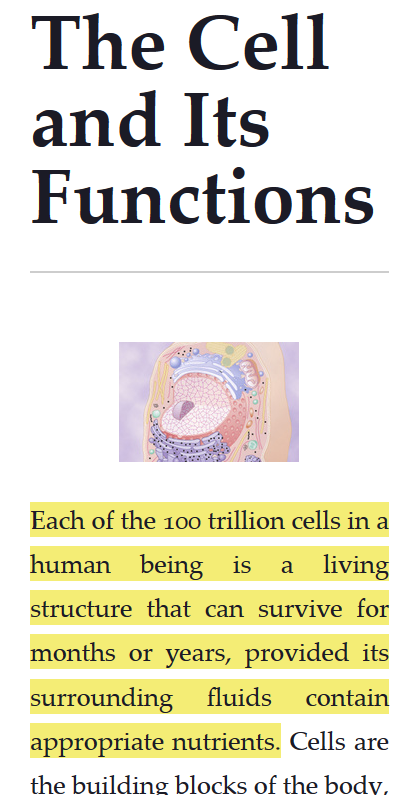 The Cell
and Its
Functions
Each of the 100 trillion cells in a
human being is a living
structure that can survive for
months or years, provided its
surrounding fluids contain
appropriate nutrients. Cells are
the building blocks of the body,